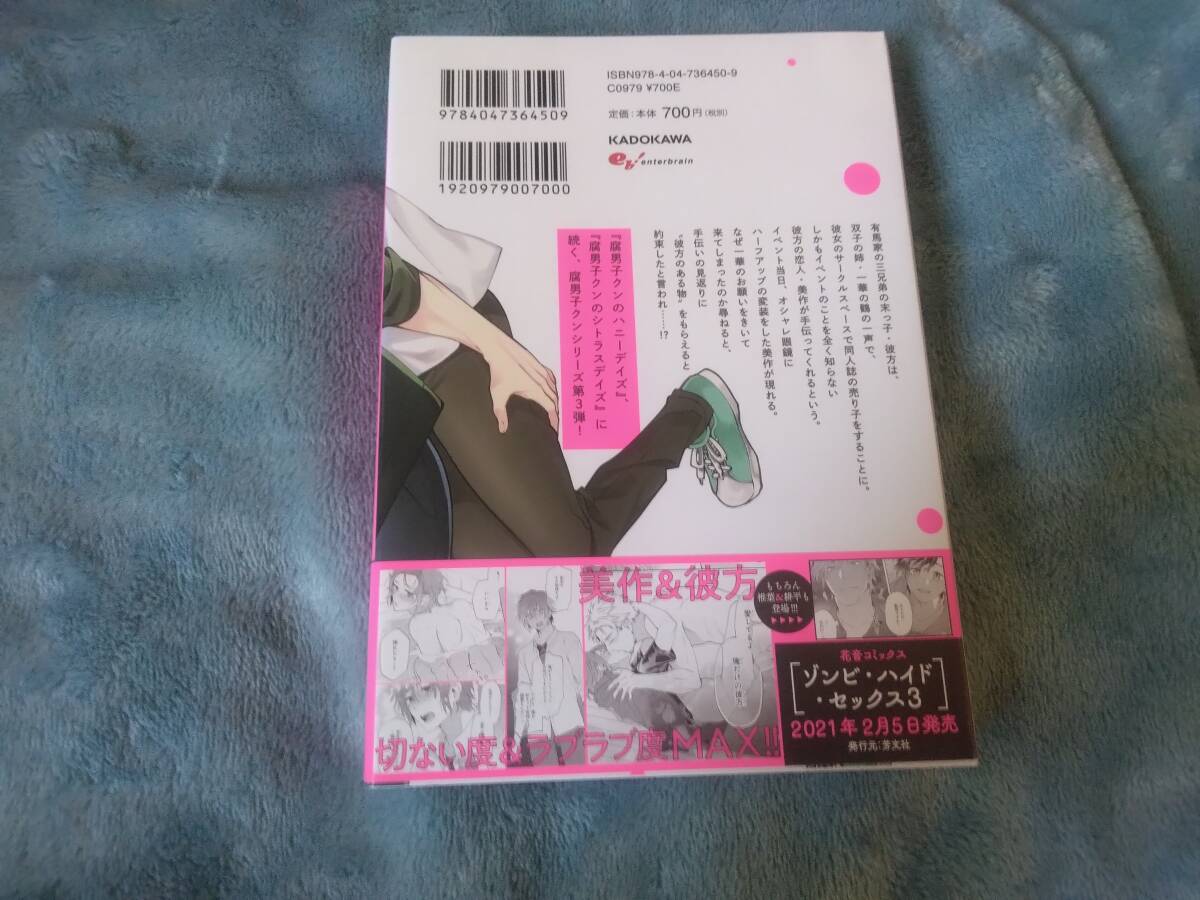 ISBN978-4-04-736450-9
C0979 ¥700E
定価:本体 700円(税別)
9784047364509
KADOKAWA
eb! enterbrain
1920979007000
有馬家の三兄弟の末っ子・彼方は、
双子の姉・一華の鶴の一声で、
彼女のサークルスペースで同人誌の売り子をすることに。
しかもイベントのことを全く知らない
彼方の恋人・美作が手伝ってくれるという。
イベント当日、オシャレ眼鏡に
ハーフアップの変装をした美作が現れる。
なぜ一華のお願いをきいて
来てしまったのか尋ねると、
手伝いの見返りに
“彼方のある物”をもらえると
約束したと言われ……!?
『腐男子クンのハニーデイズ』、
『腐男子クンのシトラスデイズ』に
続く、腐男子クンシリーズ第3弾!
美作&彼方
もちろん
椎葉&耕平も
登場!!!
愛してるよ
俺だけの彼方
切ない度&ラブラブ度MAX!!
花音コミックス
ゾンビ・ハイド
・セックス3
2021年2月5日発売
発行元:芳文社